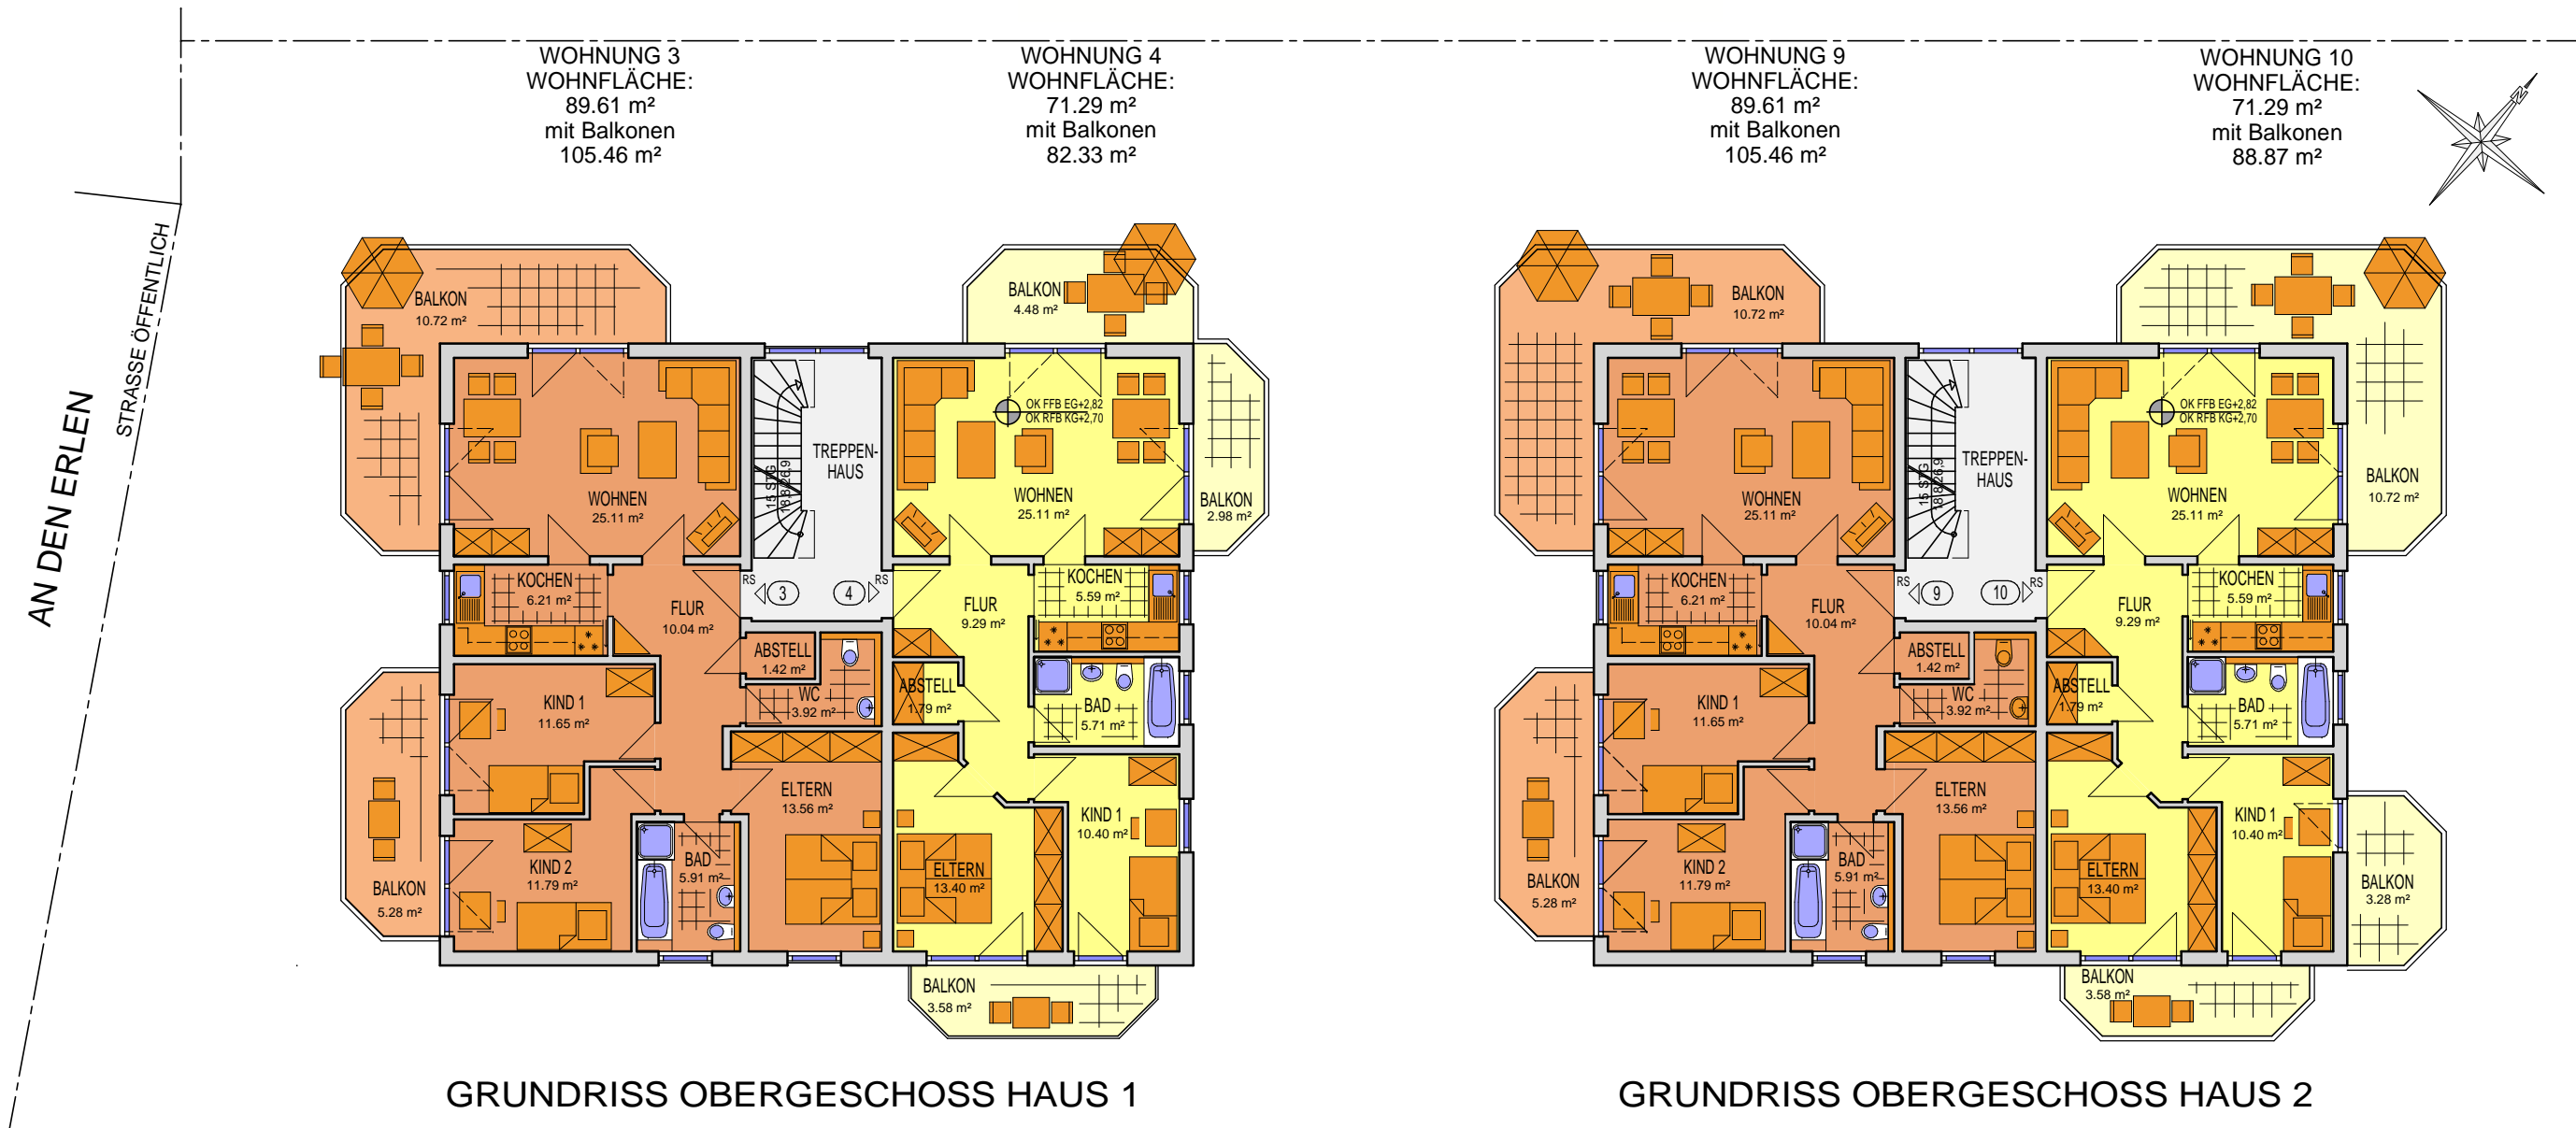 WOHNUNG 3
WOHNFLÄCHE:
89.61 m²
mit Balkonen
105.46 m²
WOHNUNG 4
WOHNFLÄCHE:
71.29 m²
mit Balkonen
82.33 m²
WOHNUNG 9
WOHNFLÄCHE:
89.61 m²
mit Balkonen
105.46 m²
WOHNUNG 10
WOHNFLÄCHE:
71.29 m²
mit Balkonen
88.87 m²
N
AN DEN ERLEN
STRASSE ÖFFENTLICH
BALKON
10.72 m²
WOHNEN
25.11 m²
KOCHEN
6.21 m²
FLUR
10.04 m²
ABSTELL
1.42 m²
WC
3.92 m²
KIND 1
11.65 m²
KIND 2
11.79 m²
BAD
5.91 m²
ELTERN
13.56 m²
BALKON
5.28 m²
TREPPEN-
HAUS
15 STG
18,8/26,9
RS
3
4
RS
BALKON
4.48 m²
OK FFB EG+2,82
OK RFB KG+2,70
WOHNEN
25.11 m²
BALKON
2.98 m²
KOCHEN
5.59 m²
FLUR
9.29 m²
ABSTELL
1.79 m²
BAD
5.71 m²
ELTERN
13.40 m²
KIND 1
10.40 m²
BALKON
3.58 m²
GRUNDRISS OBERGESCHOSS HAUS 1
BALKON
10.72 m²
WOHNEN
25.11 m²
KOCHEN
6.21 m²
FLUR
10.04 m²
ABSTELL
1.42 m²
WC
3.92 m²
KIND 1
11.65 m²
KIND 2
11.79 m²
BAD
5.91 m²
ELTERN
13.56 m²
BALKON
5.28 m²
TREPPEN-
HAUS
15 STG
18,8/26,9
RS
9
10
RS
OK FFB EG+2,82
OK RFB KG+2,70
WOHNEN
25.11 m²
BALKON
10.72 m²
KOCHEN
5.59 m²
FLUR
9.29 m²
ABSTELL
1.79 m²
BAD
5.71 m²
ELTERN
13.40 m²
KIND 1
10.40 m²
BALKON
3.28 m²
BALKON
3.58 m²
GRUNDRISS OBERGESCHOSS HAUS 2